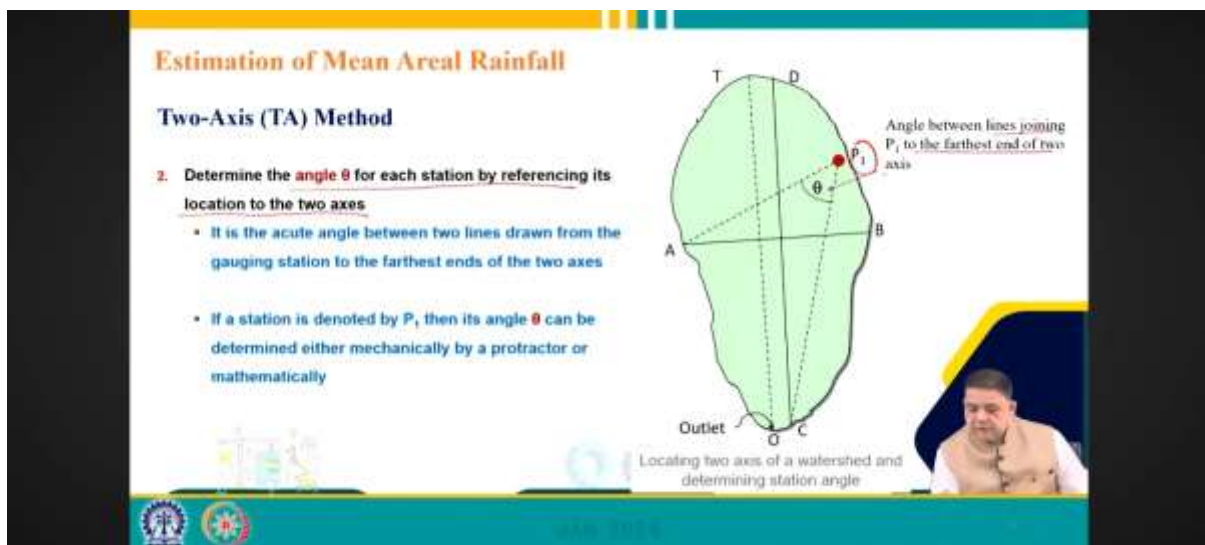 Estimation of Mean Areal Rainfall
Two-Axis (TA) Method
2. Determine the angle θ for each station by referencing its
location to the two axes
• It is the acute angle between two lines drawn from the
gauging station to the farthest ends of the two axes
• If a station is denoted by P, then its angle θ can be
determined either mechanically by a protractor or
mathematically
T
D
P₁
θ
A
B
Outlet
O
C
Angle between lines joining
P₁ to the farthest end of two
axis
Locating two axis of a watershed and
determining station angle